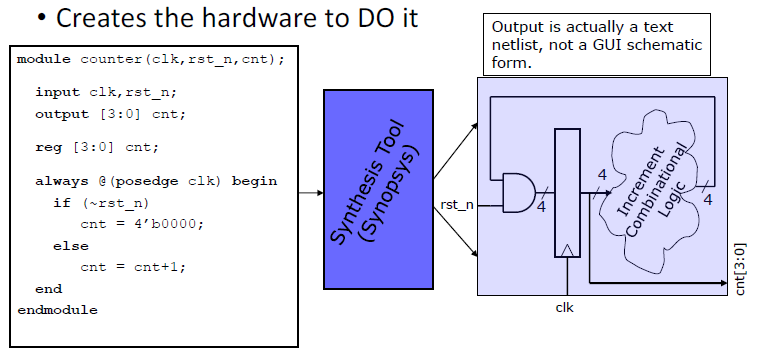 • Creates the hardware to DO it
module counter(clk,rst_n,cnt);
input clk,rst_n;
output [3:0] cnt;
reg [3:0] cnt;
always @(posedge clk) begin
if (~rst_n)
cnt = 4’b0000;
else
cnt = cnt+1;
end
endmodule
Synthesis Tool
(Synopsys)
Output is actually a text
netlist, not a GUI schematic
form.
rst_n
4
4
Increment
Combinational
Logic
4
clk
cnt[3:0]